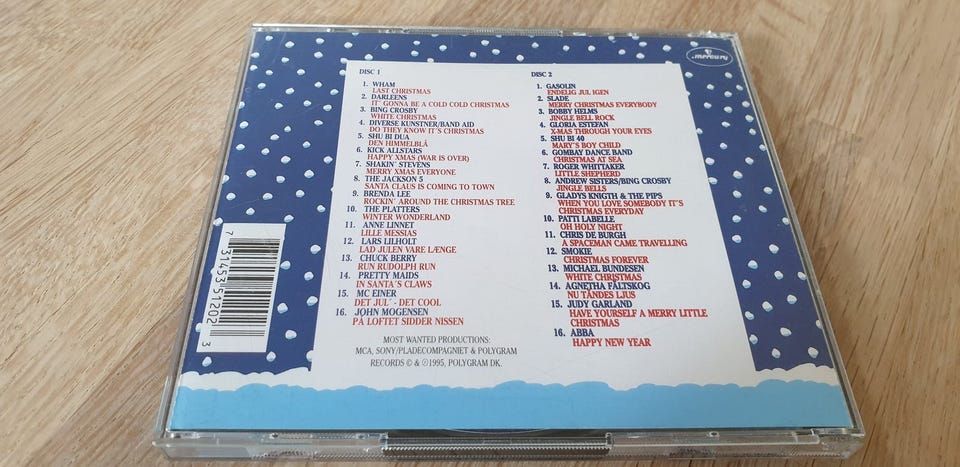 mercury
DISC 1
1. WHAM
LAST CHRISTMAS
2. DARLEENS
IT' GONNA BE A COLD COLD CHRISTMAS
3. BING CROSBY
WHITE CHRISTMAS
4. DIVERSE KUNSTNER/BAND AID
DO THEY KNOW IT'S CHRISTMAS
5. SHU BI DUA
DEN HIMMELBLÅ
6. KICK ALLSTARS
HAPPY XMAS (WAR IS OVER)
7. SHAKIN' STEVENS
MERRY XMAS EVERYONE
8. THE JACKSON 5
SANTA CLAUS IS COMING TO TOWN
9. BRENDA LEE
ROCKIN' AROUND THE CHRISTMAS TREE
10. THE PLATTERS
WINTER WONDERLAND
11. ANNE LINNET
LILLE MESSIAS
12. LARS LILHOLT
LAD JULEN VARE LÆNGE
13. CHUCK BERRY
RUN RUDOLPH RUN
14. PRETTY MAIDS
IN SANTA'S CLAWS
15. MC EINER
DET JUL' - DET COOL
16. JOHN MOGENSEN
PÅ LOFTET SIDDER NISSEN
MOST WANTED PRODUCTIONS:
MCA, SONY/PLADECOMPAGNIET & POLYGRAM
RECORDS © & ℗1995, POLYGRAM DK.
DISC 2
1. GASOLIN
ENDELIG JUL IGEN
2. SLADE
MERRY CHRISTMAS EVERYBODY
3. BOBBY HELMS
JINGLE BELL ROCK
4. GLORIA ESTEFAN
X-MAS THROUGH YOUR EYES
5. SHU BI 40
MARY'S BOY CHILD
6. GOMBAY DANCE BAND
CHRISTMAS AT SEA
7. ROGER WHITTAKER
LITTLE SHEPHERD
8. ANDREW SISTERS/BING CROSBY
JINGLE BELLS
9. GLADYS KNIGTH & THE PIPS
WHEN YOU LOVE SOMEBODY IT'S
CHRISTMAS EVERYDAY
10. PATTI LABELLE
OH HOLY NIGHT
11. CHRIS DE BURGH
A SPACEMAN CAME TRAVELLING
12. SMOKIE
CHRISTMAS FOREVER
13. MICHAEL BUNDESEN
WHITE CHRISTMAS
14. AGNETHA FÄLTSKOG
NU TÄNDES LJUS
15. JUDY GARLAND
HAVE YOURSELF A MERRY LITTLE
CHRISTMAS
16. ABBA
HAPPY NEW YEAR
7 31453 51202 3